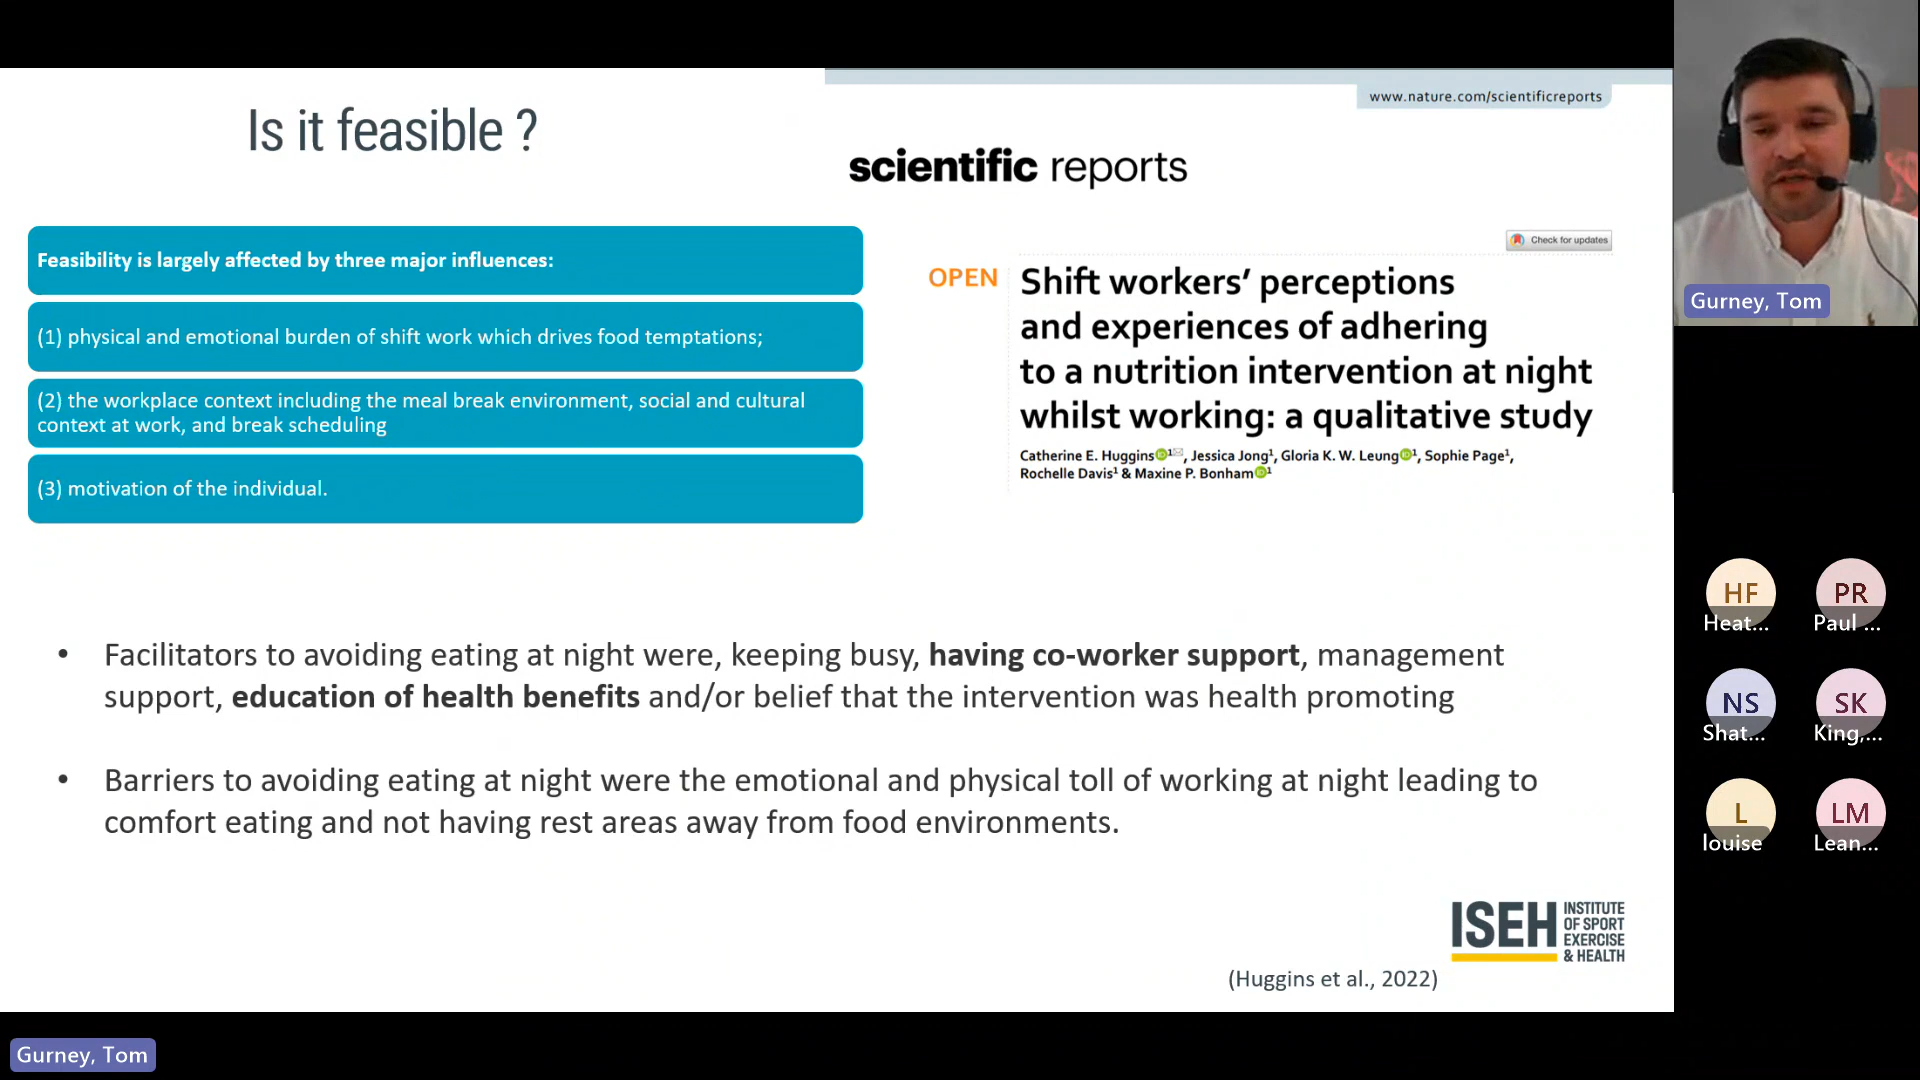 Is it feasible ?
Feasibility is largely affected by three major influences:
(1) physical and emotional burden of shift work which drives food temptations;
(2) the workplace context including the meal break environment, social and cultural
context at work, and break scheduling
(3) motivation of the individual.
www.nature.com/scientificreports
scientific reports
Check for updates
OPEN
Shift workers’ perceptions
and experiences of adhering
to a nutrition intervention at night
whilst working: a qualitative study
Catherine E. Huggins1, Jessica Jong1, Gloria K. W. Leung1, Sophie Page1,
Rochelle Davis1 & Maxine P. Bonham1
• Facilitators to avoiding eating at night were, keeping busy, having co-worker support, management
support, education of health benefits and/or belief that the intervention was health promoting
• Barriers to avoiding eating at night were the emotional and physical toll of working at night leading to
comfort eating and not having rest areas away from food environments.
ISEH INSTITUTE
OF SPORT
EXERCISE
& HEALTH
(Huggins et al., 2022)
Gurney, Tom
Gurney, Tom
HF
Heat...
PR
Paul ...
NS
Shat...
SK
King,...
L
louise
LM
Lean...